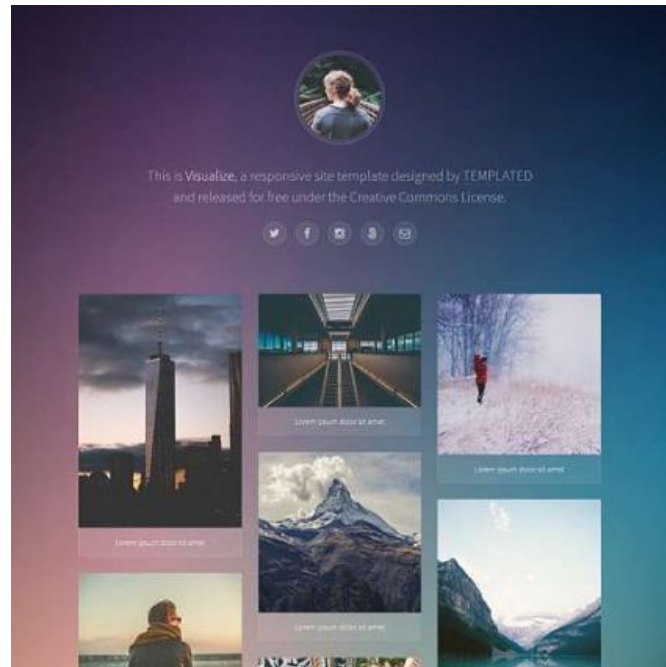 This is Visualize, a responsive site template designed by TEMPLATED
and released for free under the Creative Commons License.
Lorem ipsum dolor sit amet
Lorem ipsum dolor sit amet
Lorem ipsum dolor sit amet
Lorem ipsum dolor sit amet